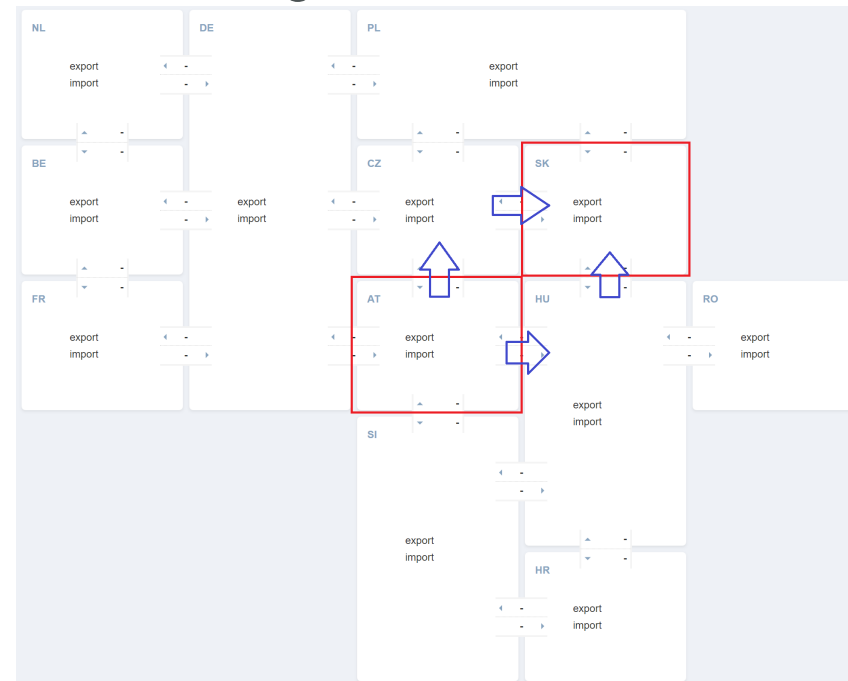 NL DE PL
export - - export
import - - import
- - -
BE - CZ - SK -
export - export - export - export
import - import - import import
- - -
FR - AT - HU - RO
export - - export - export
import - - import - import
- export
SI - import
-
-
export -
import HR -
- export
- import